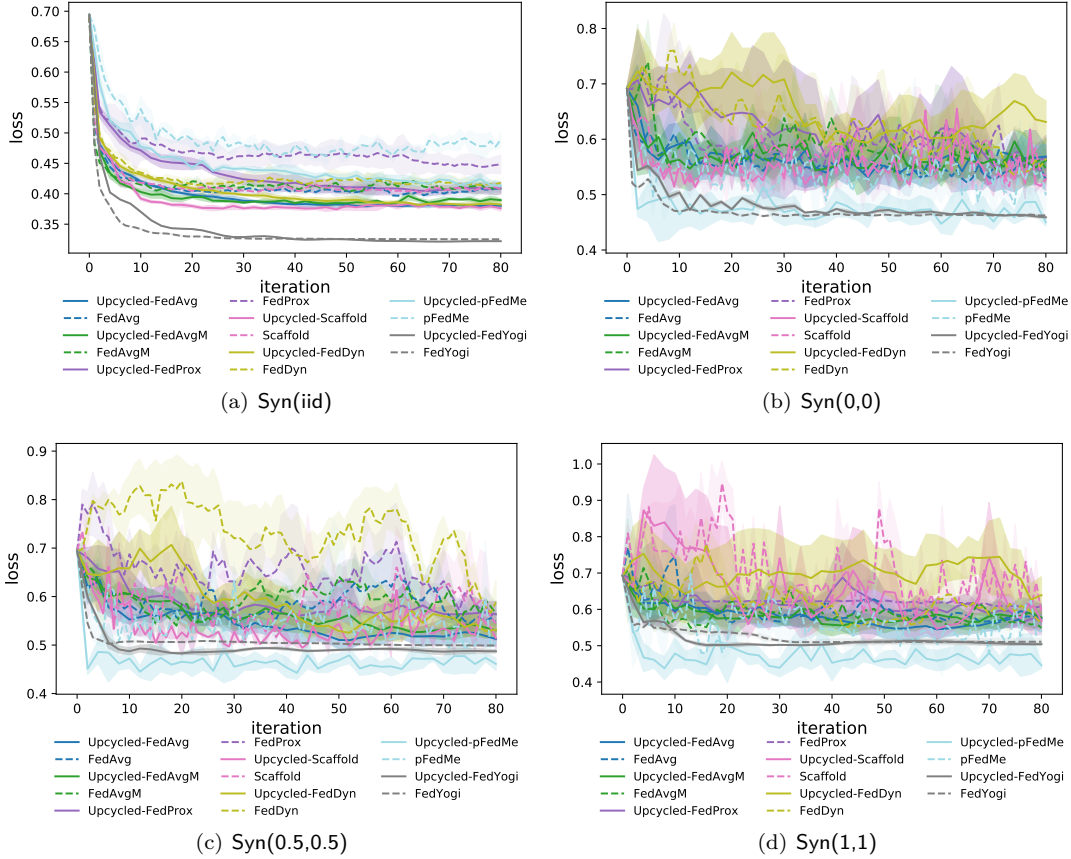 0.70
0.65
0.60
0.55
0.50
0.45
0.40
0.35
loss
0 10 20 30 40 50 60 70 80
iteration
Upcycled-FedAvg FedProx Upcycled-pFedMe
FedAvg Upcycled-Scaffold pFedMe
Upcycled-FedAvgM Scaffold Upcycled-FedYogi
FedAvgM Upcycled-FedDyn FedYogi
Upcycled-FedProx FedDyn
(a) Syn(iid)
0.8
0.7
0.6
0.5
0.4
loss
0 10 20 30 40 50 60 70 80
iteration
Upcycled-FedAvg FedProx Upcycled-pFedMe
FedAvg Upcycled-Scaffold pFedMe
Upcycled-FedAvgM Scaffold Upcycled-FedYogi
FedAvgM Upcycled-FedDyn FedYogi
Upcycled-FedProx FedDyn
(b) Syn(0,0)
0.9
0.8
0.7
0.6
0.5
0.4
loss
0 10 20 30 40 50 60 70 80
iteration
Upcycled-FedAvg FedProx Upcycled-pFedMe
FedAvg Upcycled-Scaffold pFedMe
Upcycled-FedAvgM Scaffold Upcycled-FedYogi
FedAvgM Upcycled-FedDyn FedYogi
Upcycled-FedProx FedDyn
(c) Syn(0.5,0.5)
1.0
0.9
0.8
0.7
0.6
0.5
0.4
loss
0 10 20 30 40 50 60 70 80
iteration
Upcycled-FedAvg FedProx Upcycled-pFedMe
FedAvg Upcycled-Scaffold pFedMe
Upcycled-FedAvgM Scaffold Upcycled-FedYogi
FedAvgM Upcycled-FedDyn FedYogi
Upcycled-FedProx FedDyn
(d) Syn(1,1)